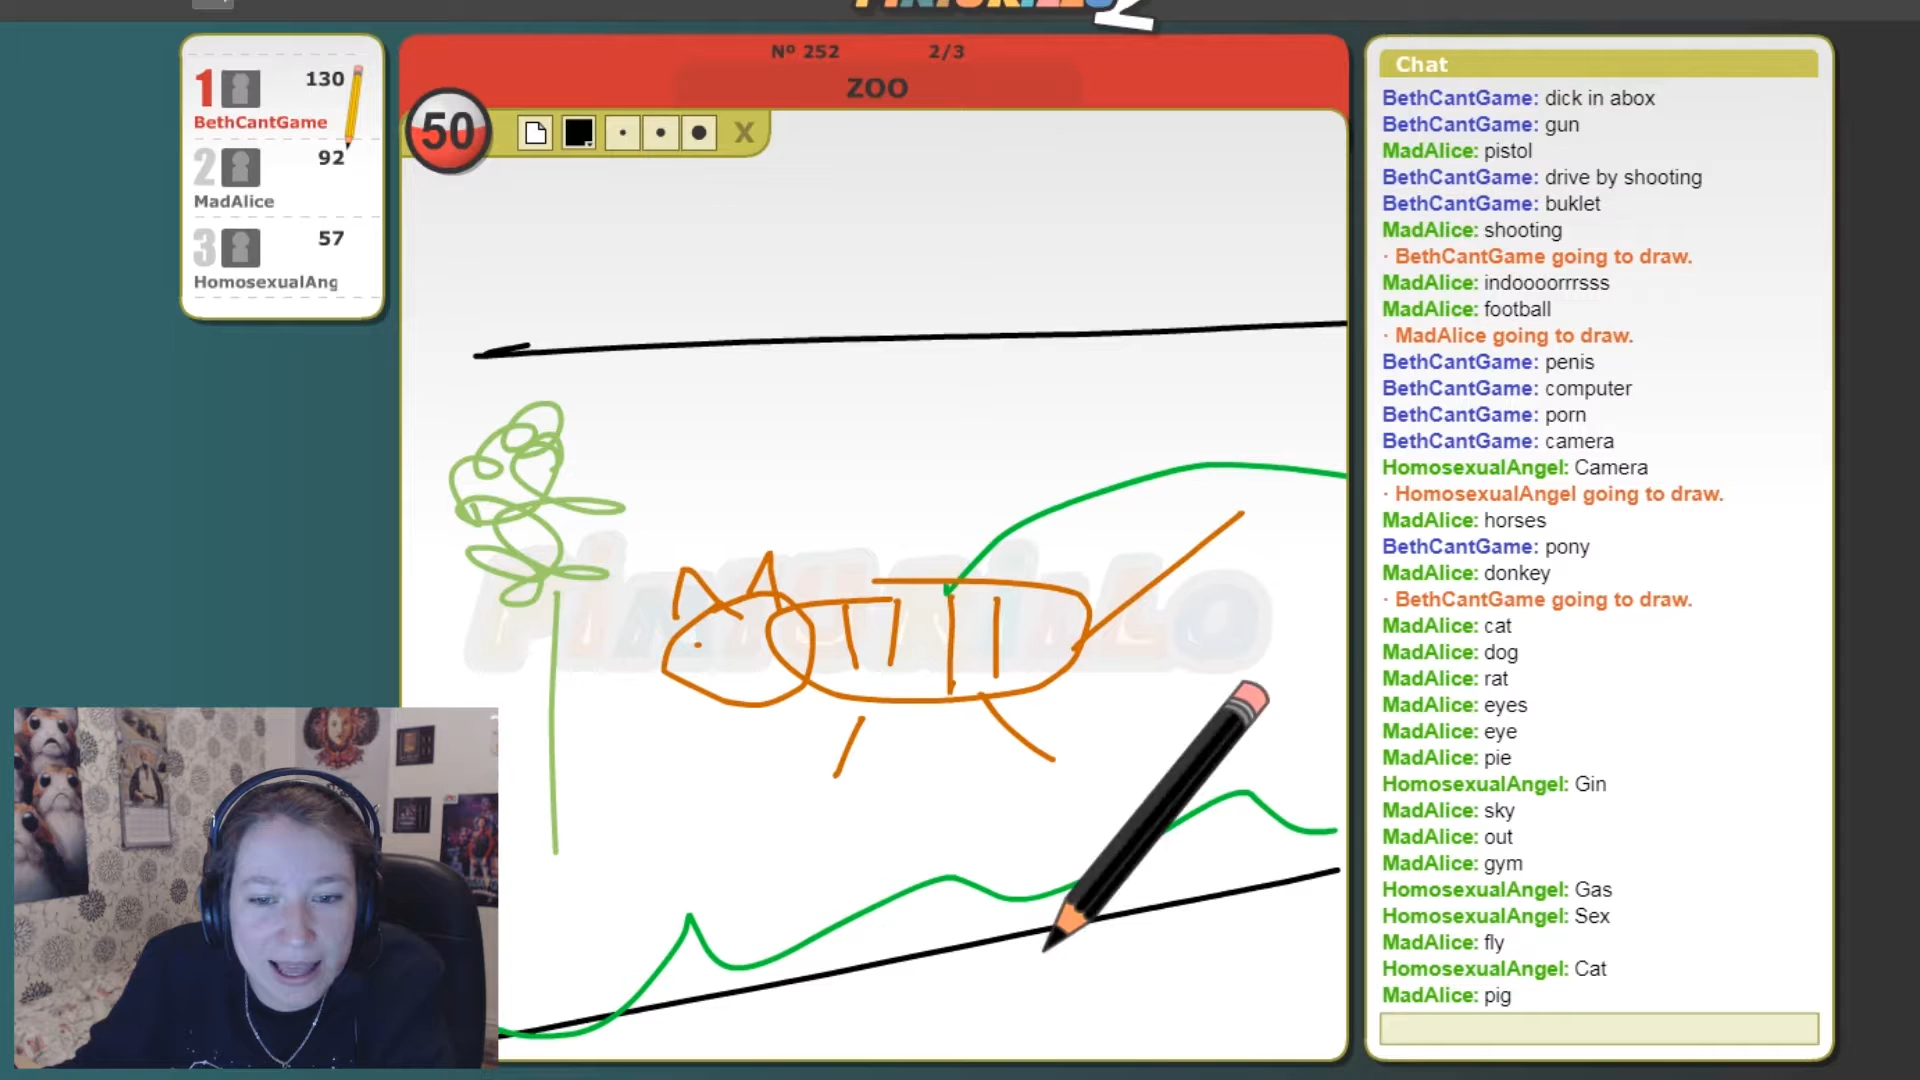 PINTURILLO 2
Nº 252 2/3
ZOO
50
X
1 130
BethCantGame
2 92
MadAlice
3 57
HomosexualAng
PINTURILLO
Chat
BethCantGame: dick in abox
BethCantGame: gun
MadAlice: pistol
BethCantGame: drive by shooting
BethCantGame: buklet
MadAlice: shooting
· BethCantGame going to draw.
MadAlice: indoooorrrsss
MadAlice: football
· MadAlice going to draw.
BethCantGame: penis
BethCantGame: computer
BethCantGame: porn
BethCantGame: camera
HomosexualAngel: Camera
· HomosexualAngel going to draw.
MadAlice: horses
BethCantGame: pony
MadAlice: donkey
· BethCantGame going to draw.
MadAlice: cat
MadAlice: dog
MadAlice: rat
MadAlice: eyes
MadAlice: eye
MadAlice: pie
HomosexualAngel: Gin
MadAlice: sky
MadAlice: out
MadAlice: gym
HomosexualAngel: Gas
HomosexualAngel: Sex
MadAlice: fly
HomosexualAngel: Cat
MadAlice: pig